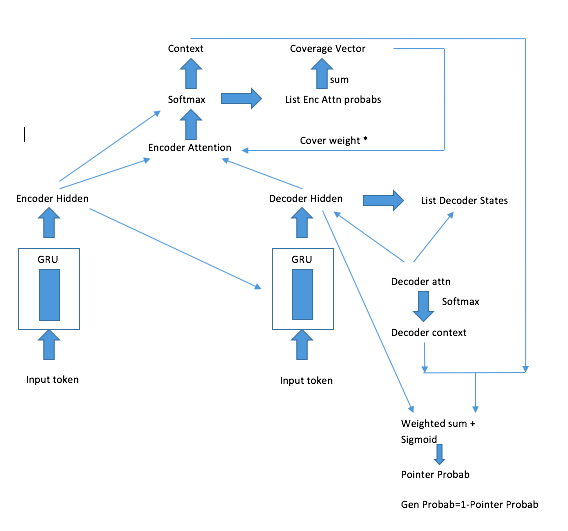 Context
Coverage Vector
sum
Softmax
List Enc Attn probabs
Cover weight *
Encoder Attention
Encoder Hidden
Decoder Hidden
List Decoder States
GRU
GRU
Decoder attn
Softmax
Decoder context
Input token
Input token
Weighted sum +
Sigmoid
Pointer Probab
Gen Probab=1-Pointer Probab